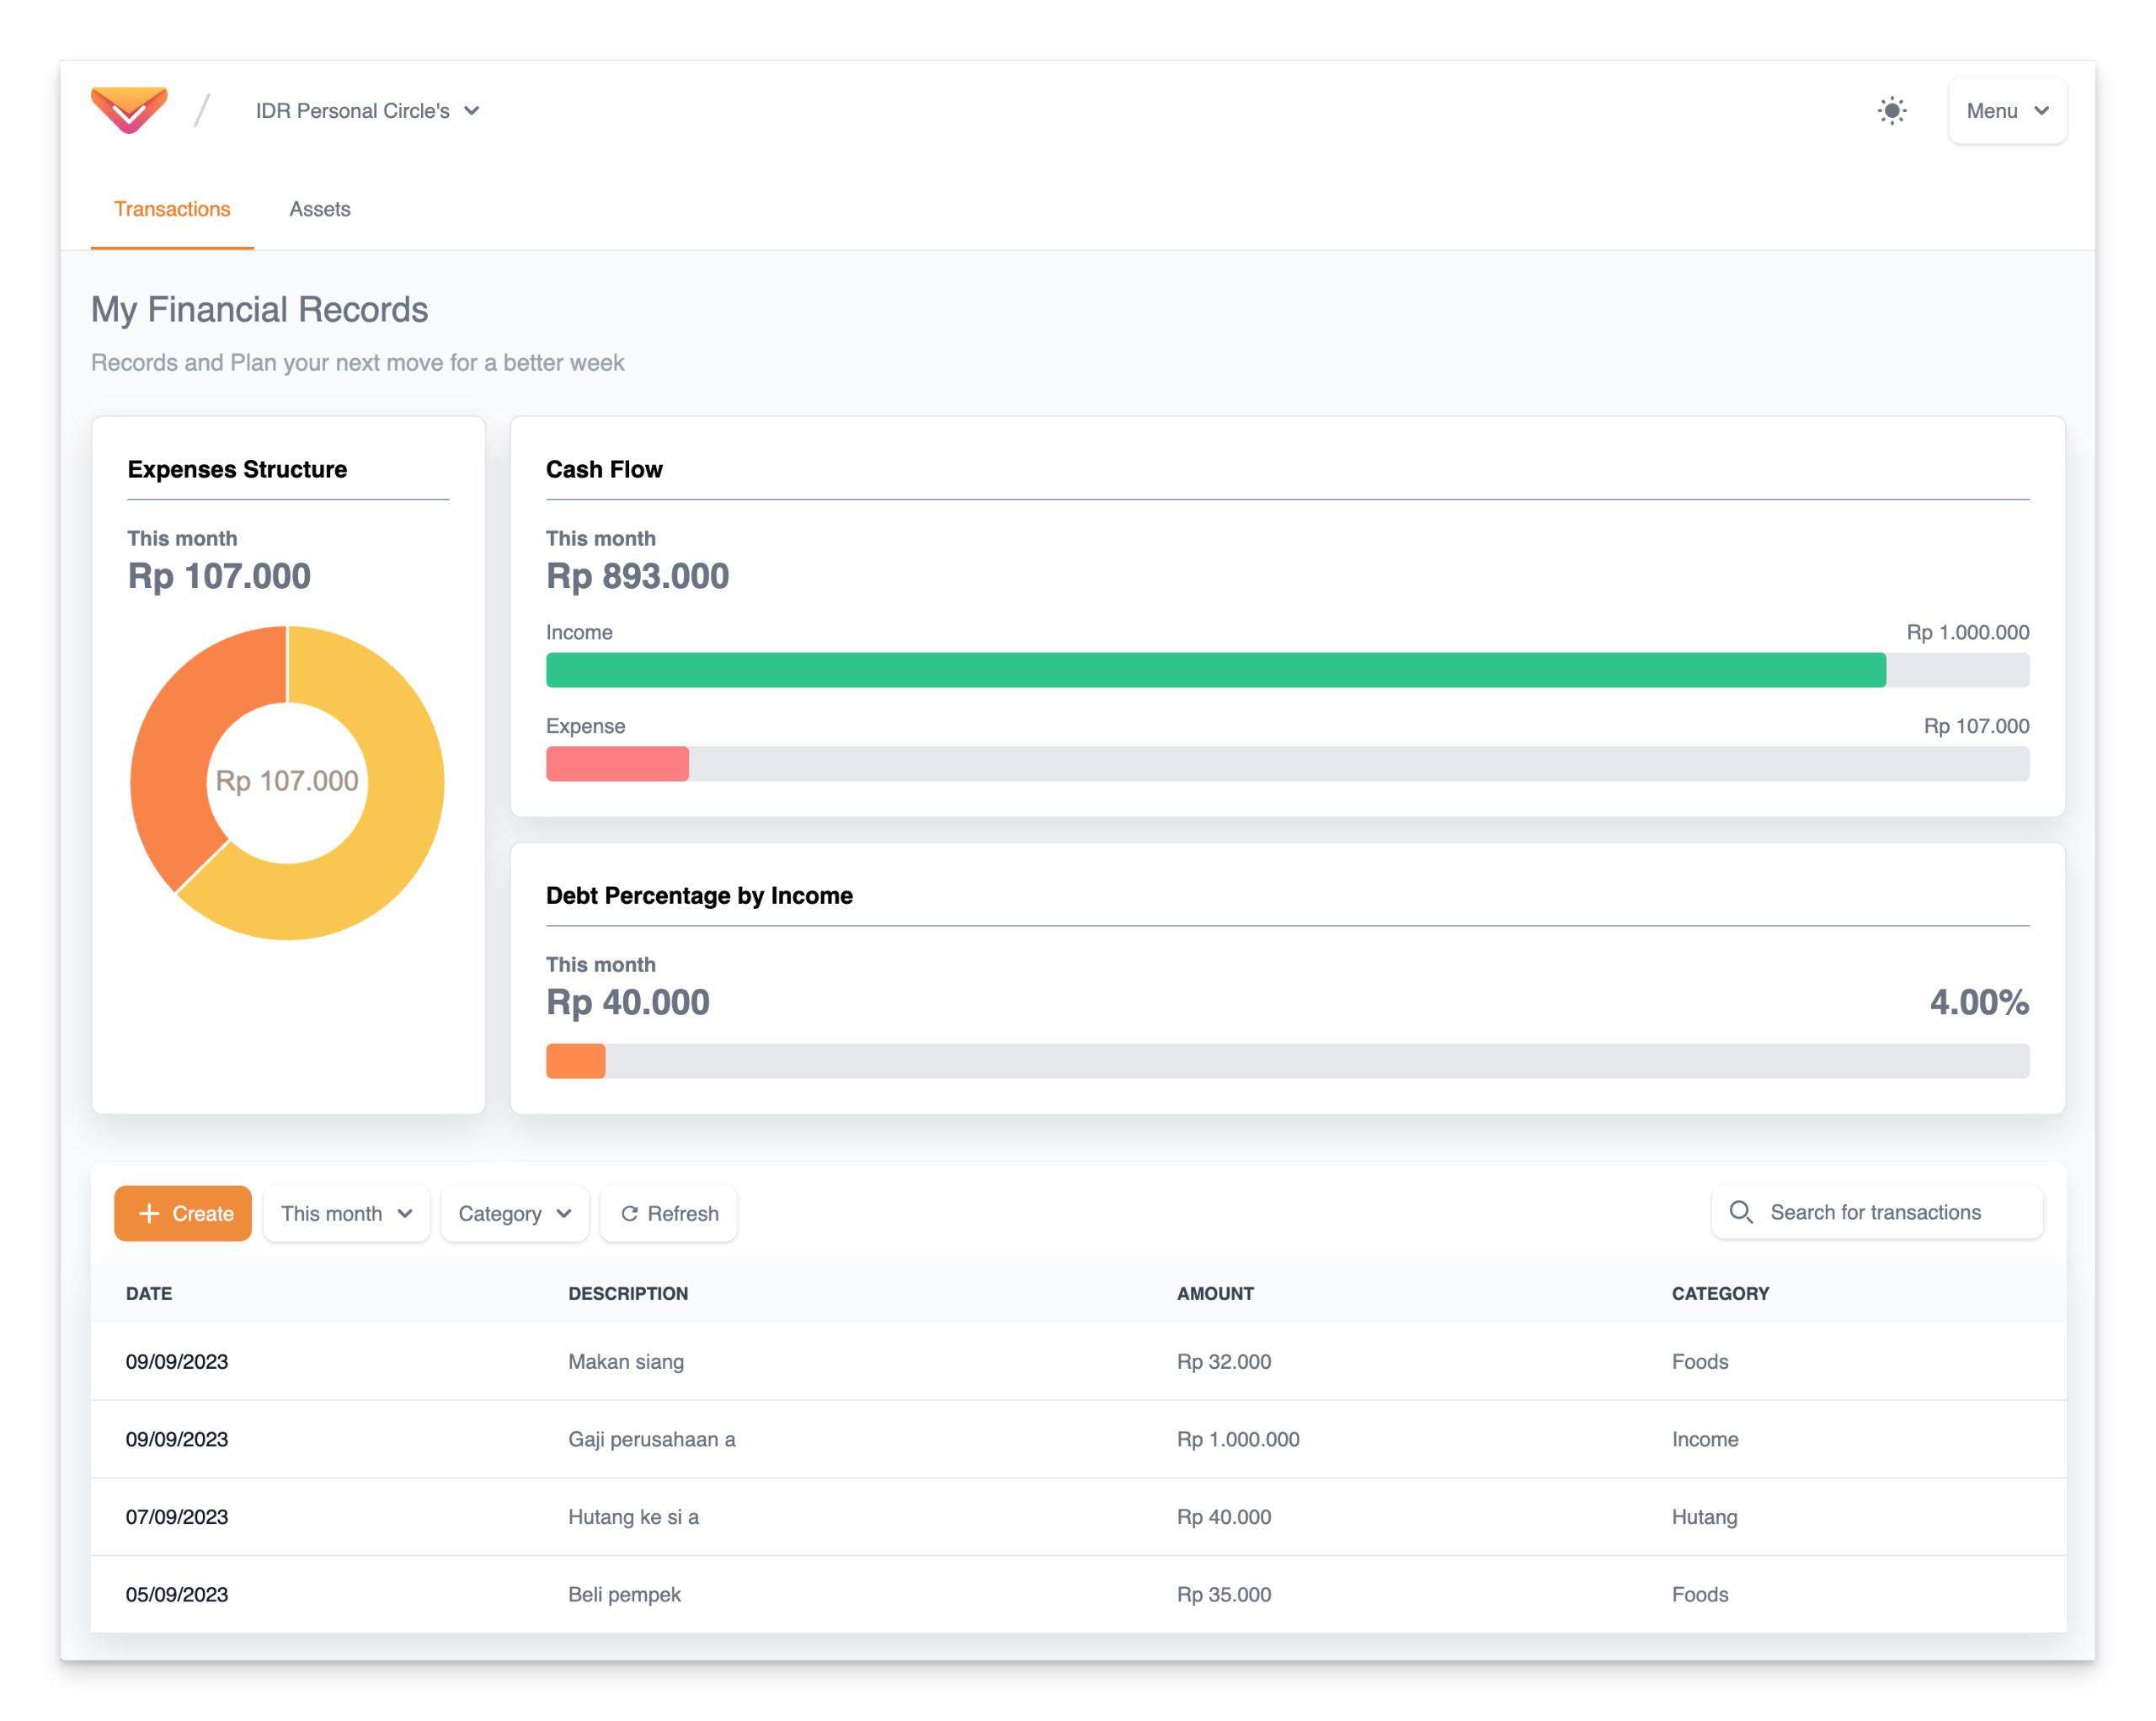 IDR Personal Circle's
Menu
Transactions Assets
My Financial Records
Records and Plan your next move for a better week
Expenses Structure
This month
Rp 107.000
Rp 107.000
Cash Flow
This month
Rp 893.000
Income Rp 1.000.000
Expense Rp 107.000
Debt Percentage by Income
This month
Rp 40.000 4.00%
Create This month Category Refresh Search for transactions
DATE DESCRIPTION AMOUNT CATEGORY
09/09/2023 Makan siang Rp 32.000 Foods
09/09/2023 Gaji perusahaan a Rp 1.000.000 Income
07/09/2023 Hutang ke si a Rp 40.000 Hutang
05/09/2023 Beli pempek Rp 35.000 Foods